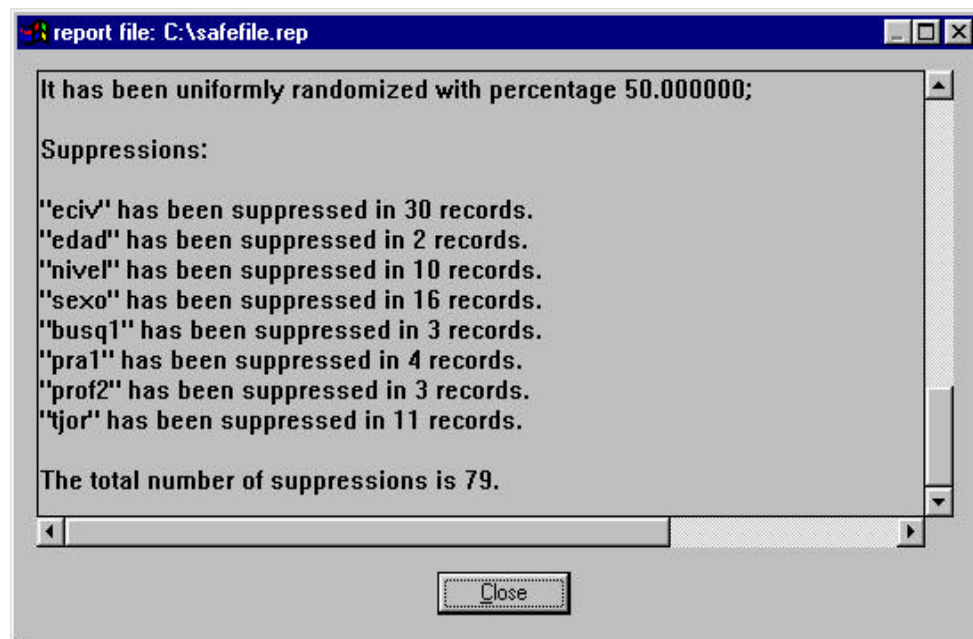 report file: C:\safefile.rep
It has been uniformly randomized with percentage 50.000000;
Suppressions:
"eciv" has been suppressed in 30 records.
"edad" has been suppressed in 2 records.
"nivel" has been suppressed in 10 records.
"sexo" has been suppressed in 16 records.
"busq1" has been suppressed in 3 records.
"pra1" has been suppressed in 4 records.
"prof2" has been suppressed in 3 records.
"tjor" has been suppressed in 11 records.
The total number of suppressions is 79.
Close